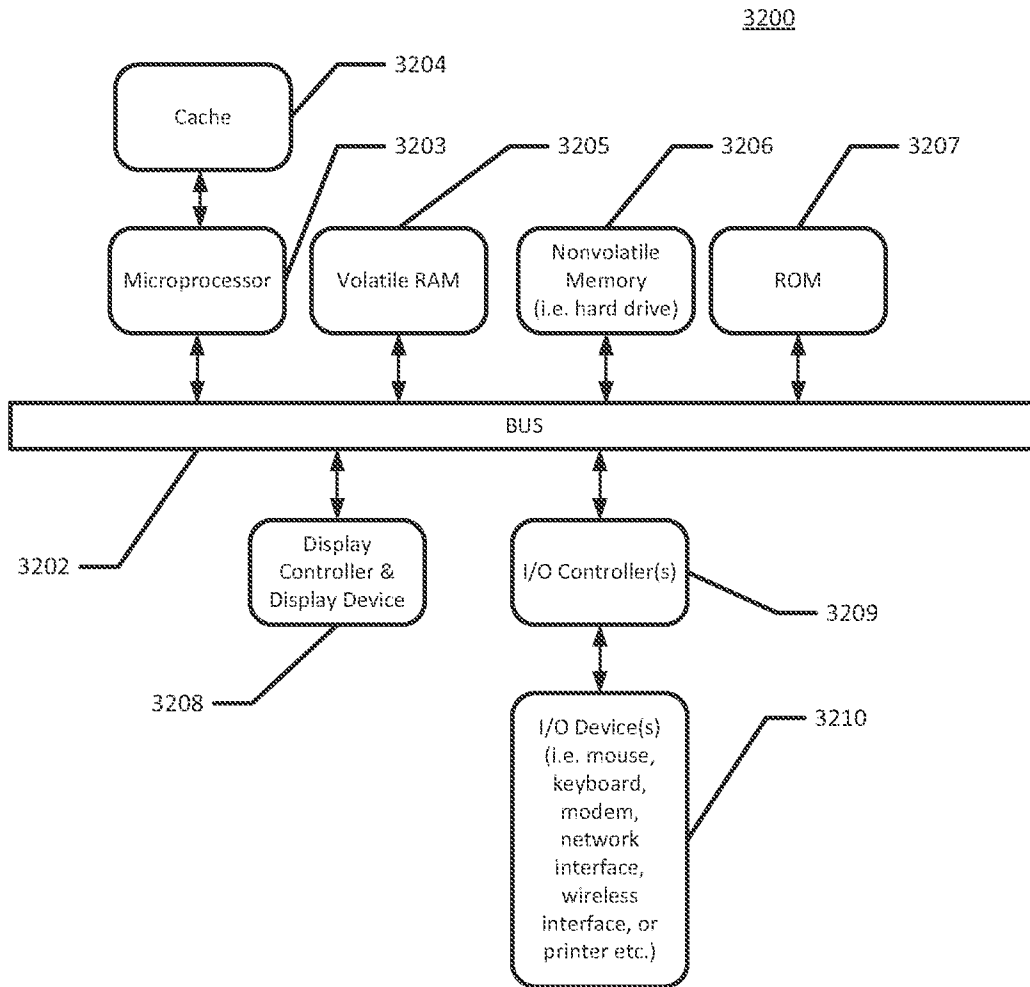 3200
3204
Cache
3203
3205
3206
3207
Microprocessor
Volatile RAM
Nonvolatile
Memory
(i.e. hard drive)
ROM
BUS
3202
Display
Controller &
Display Device
I/O Controller(s)
3209
3208
3210
I/O Device(s)
(i.e. mouse,
keyboard,
modem,
network
interface,
wireless
interface, or
printer etc.)